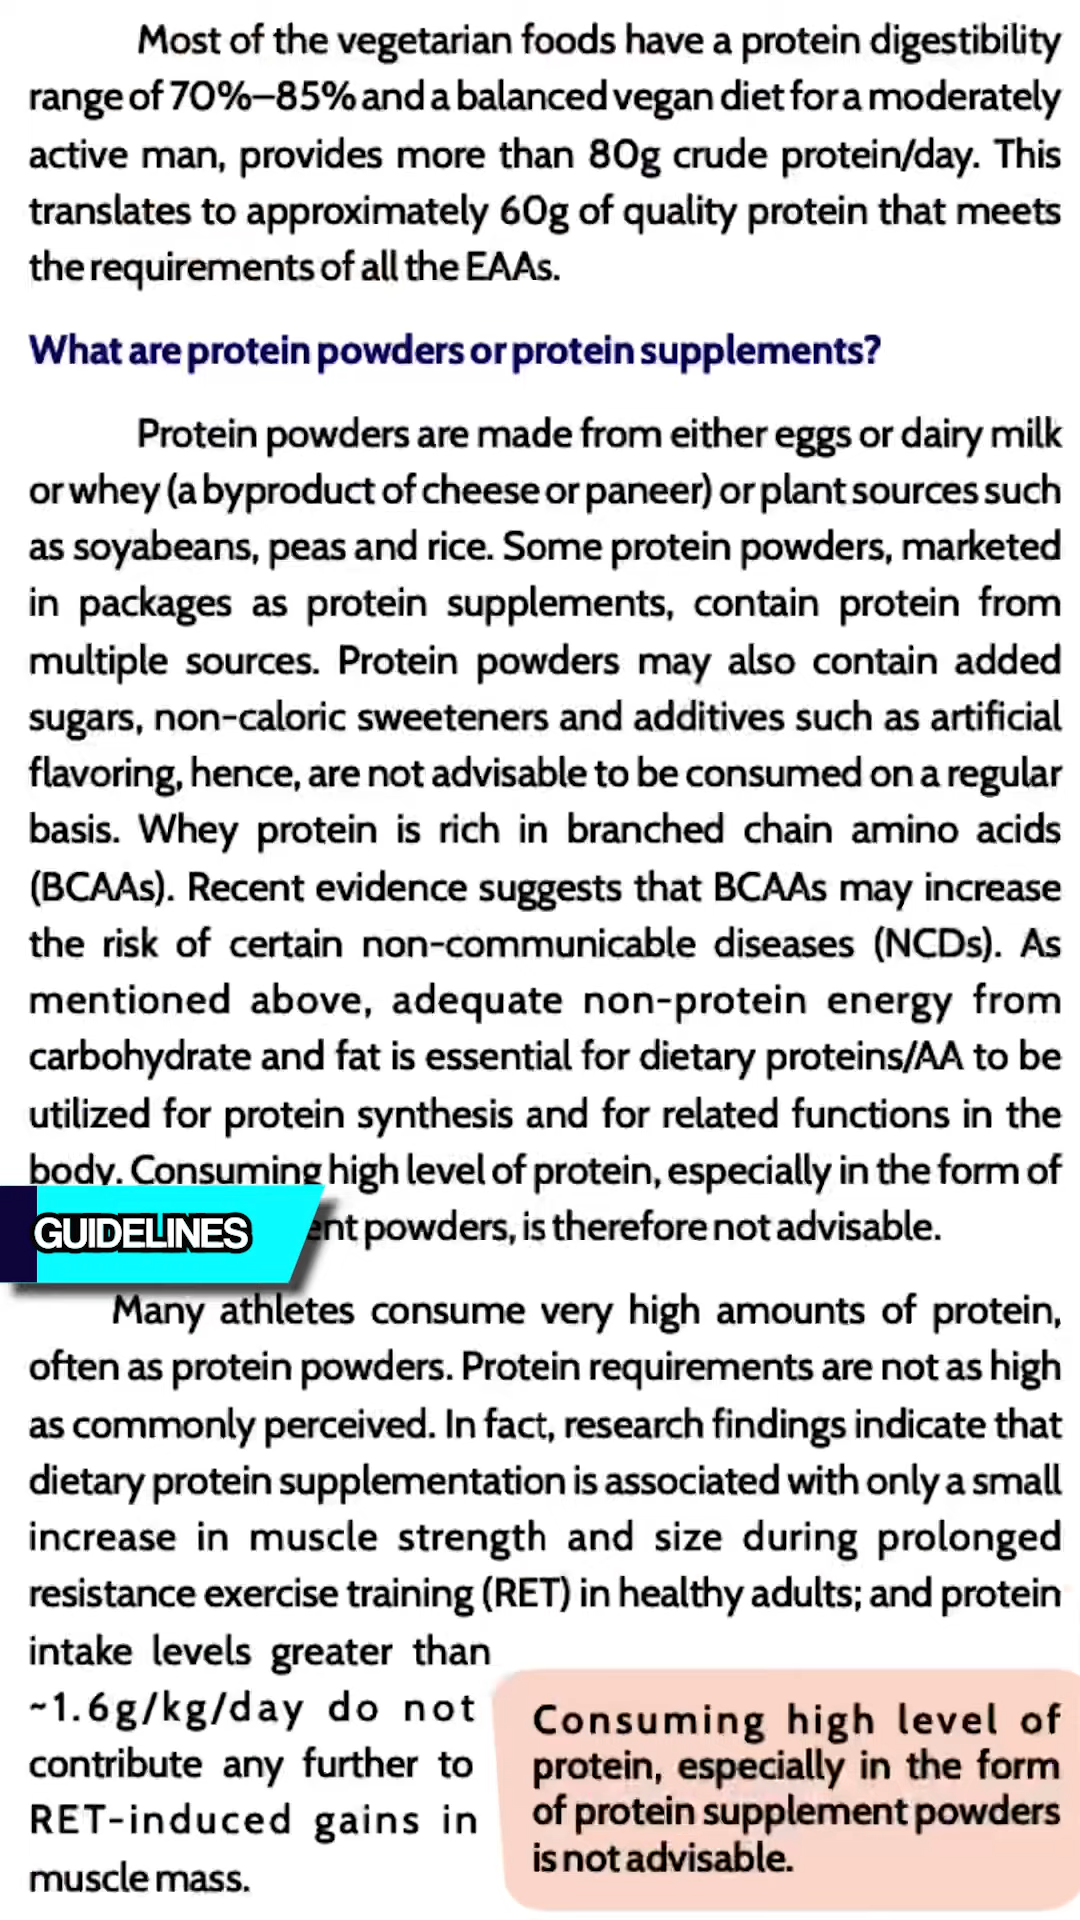 Most of the vegetarian foods have a protein digestibility
range of 70%–85% and a balanced vegan diet for a moderately
active man, provides more than 80g crude protein/day. This
translates to approximately 60g of quality protein that meets
the requirements of all the EAAs.
What are protein powders or protein supplements?
Protein powders are made from either eggs or dairy milk
or whey (a byproduct of cheese or paneer) or plant sources such
as soyabeans, peas and rice. Some protein powders, marketed
in packages as protein supplements, contain protein from
multiple sources. Protein powders may also contain added
sugars, non-caloric sweeteners and additives such as artificial
flavoring, hence, are not advisable to be consumed on a regular
basis. Whey protein is rich in branched chain amino acids
(BCAAs). Recent evidence suggests that BCAAs may increase
the risk of certain non-communicable diseases (NCDs). As
mentioned above, adequate non-protein energy from
carbohydrate and fat is essential for dietary proteins/AA to be
utilized for protein synthesis and for related functions in the
body. Consuming high level of protein, especially in the form of
GUIDELINES
ent powders, is therefore not advisable.
Many athletes consume very high amounts of protein,
often as protein powders. Protein requirements are not as high
as commonly perceived. In fact, research findings indicate that
dietary protein supplementation is associated with only a small
increase in muscle strength and size during prolonged
resistance exercise training (RET) in healthy adults; and protein
intake levels greater than
~1.6g/kg/day do not
contribute any further to
RET-induced gains in
muscle mass.
Consuming high level of
protein, especially in the form
of protein supplement powders
is not advisable.